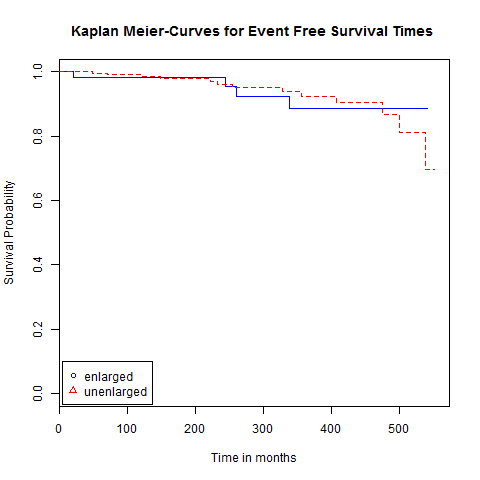 Kaplan Meier-Curves for Event Free Survival Times
Survival Probability
1.0
0.8
0.6
0.4
0.2
0.0
enlarged
unenlarged
0 100 200 300 400 500
Time in months